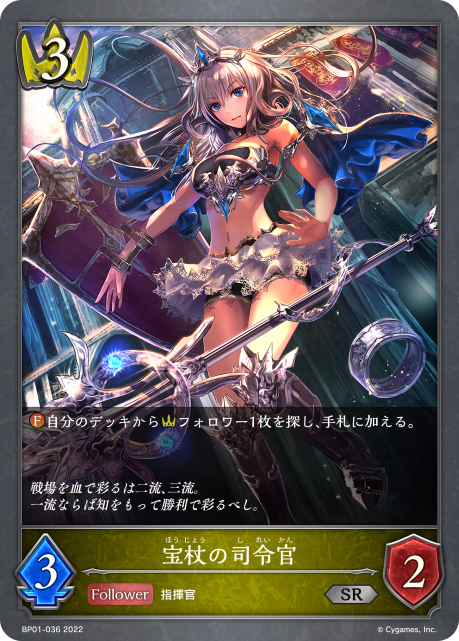 3
F 自分のデッキからフォロワー1枚を探し、手札に加える。
戦場を血で彩るは二流、三流。
一流ならば知をもって勝利で彩るべし。
ほうじょう し れいかん
宝杖の司令官
3
Follower 指揮官
SR
2
BP01-036 2022
© Cygames, Inc.